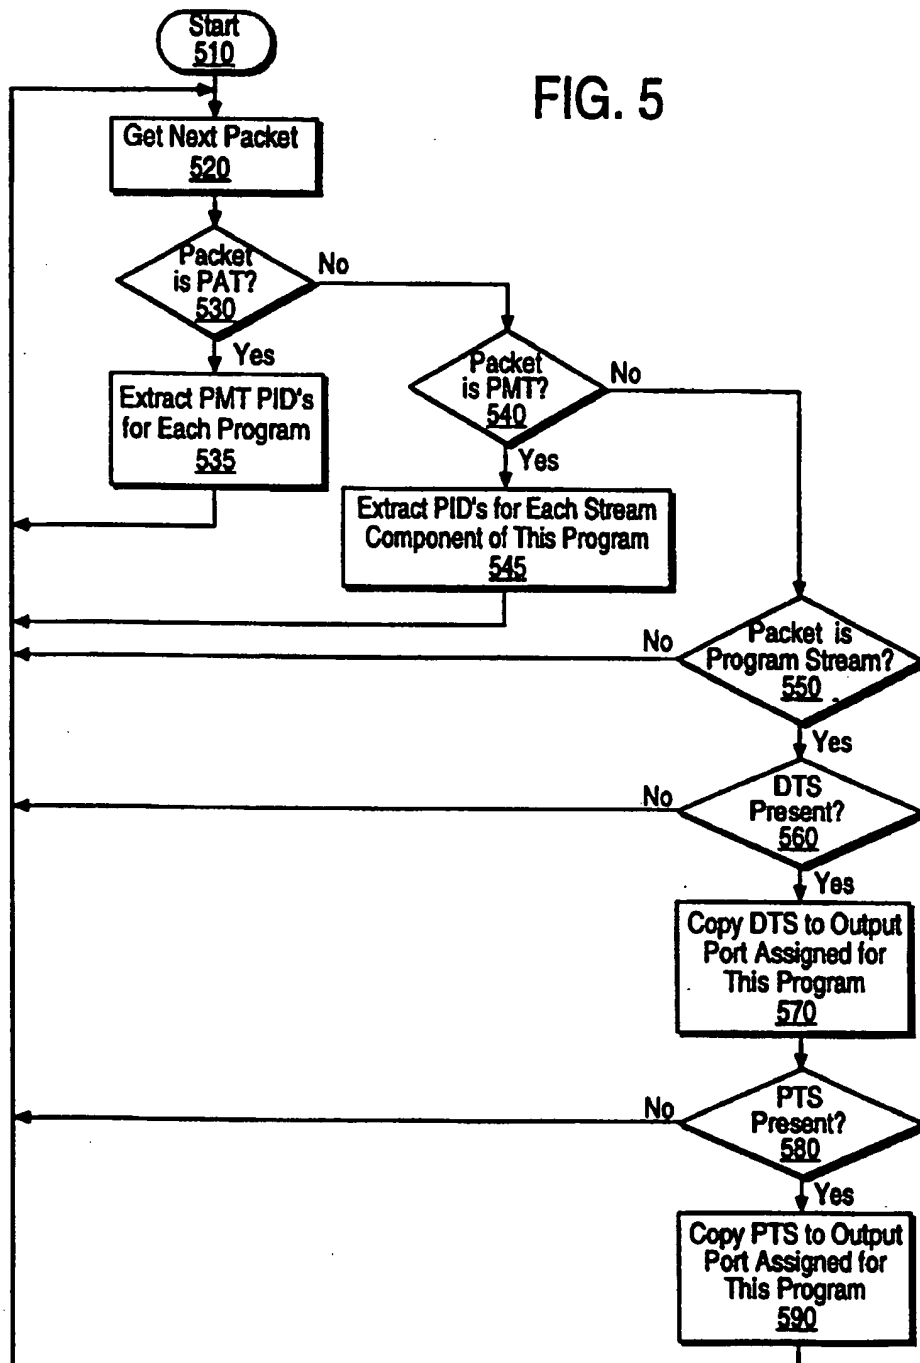 Start
510
FIG. 5
Get Next Packet
520
Packet
is PAT?
530
No
Yes
Extract PMT PID's
for Each Program
535
Packet
is PMT?
540
No
Yes
Extract PID's for Each Stream
Component of This Program
545
Packet is
Program Stream?
550
No
Yes
DTS
Present?
560
No
Yes
Copy DTS to Output
Port Assigned for
This Program
570
PTS
Present?
580
No
Yes
Copy PTS to Output
Port Assigned for
This Program
590